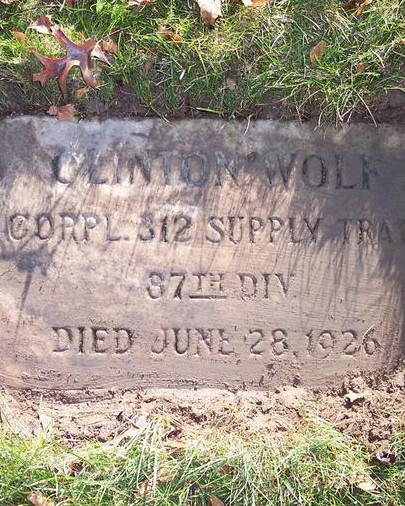 CLINTON WOLF
CORPL. 312 SUPPLY TRA
87TH DIV.
DIED JUNE 28, 1926